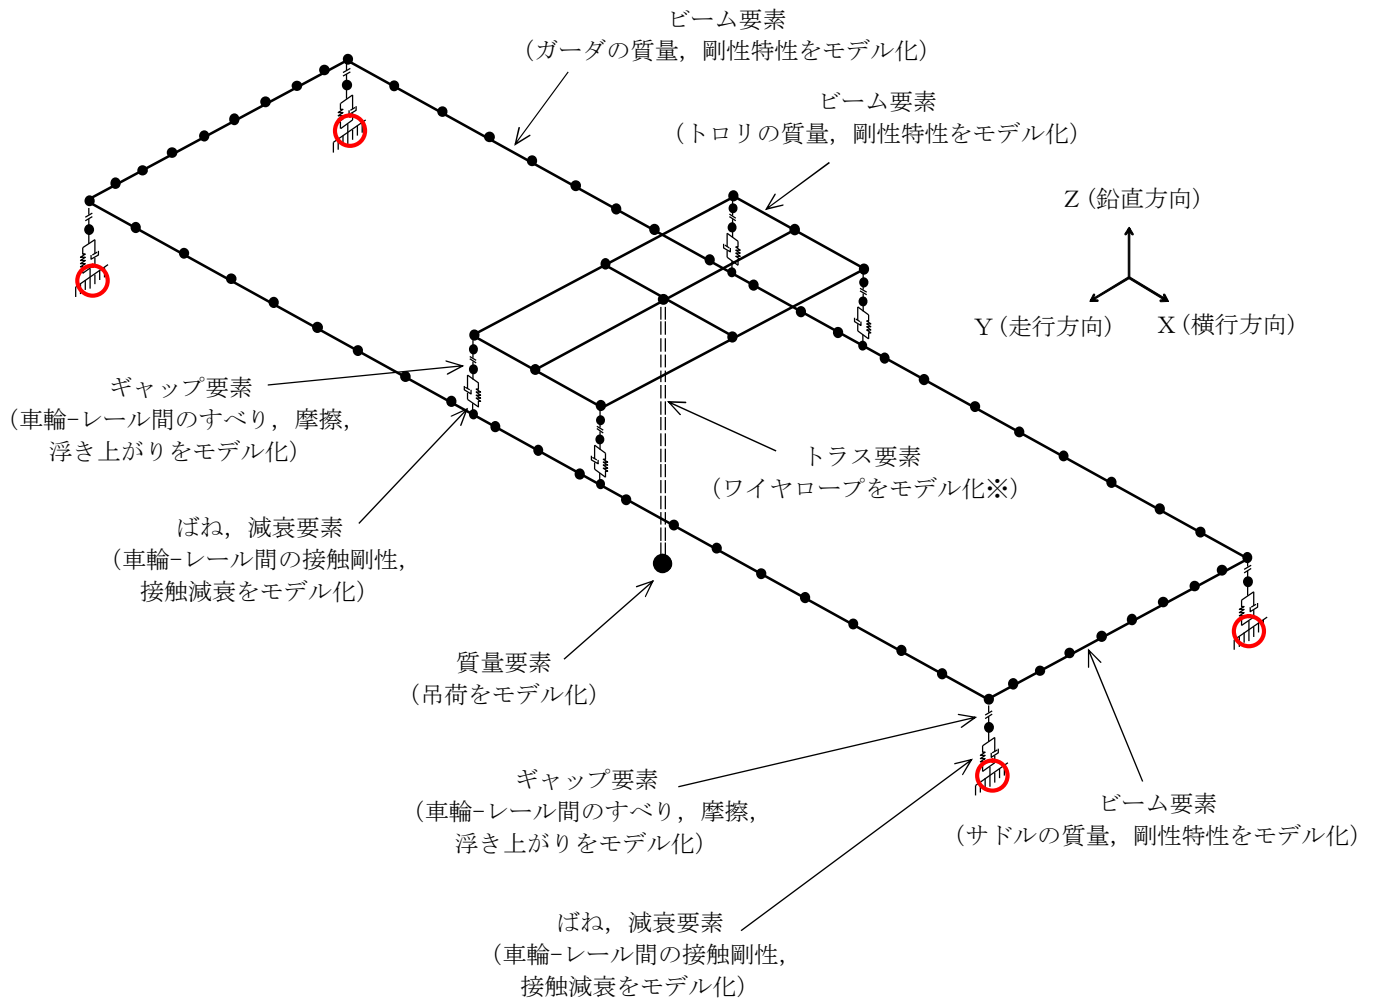 ビーム要素
(ガーダの質量，剛性特性をモデル化)
ビーム要素
(トロリの質量，剛性特性をモデル化)
Z(鉛直方向)
Y(走行方向)
X(横行方向)
ギャップ要素
(車輪−レール間のすべり，摩擦，
浮き上がりをモデル化)
トラス要素
(ワイヤロープをモデル化※)
ばね，減衰要素
(車輪−レール間の接触剛性，
接触減衰をモデル化)
質量要素
(吊荷をモデル化)
ギャップ要素
(車輪−レール間のすべり，摩擦，
浮き上がりをモデル化)
ビーム要素
(サドルの質量，剛性特性をモデル化)
ばね，減衰要素
(車輪−レール間の接触剛性，
接触減衰をモデル化)